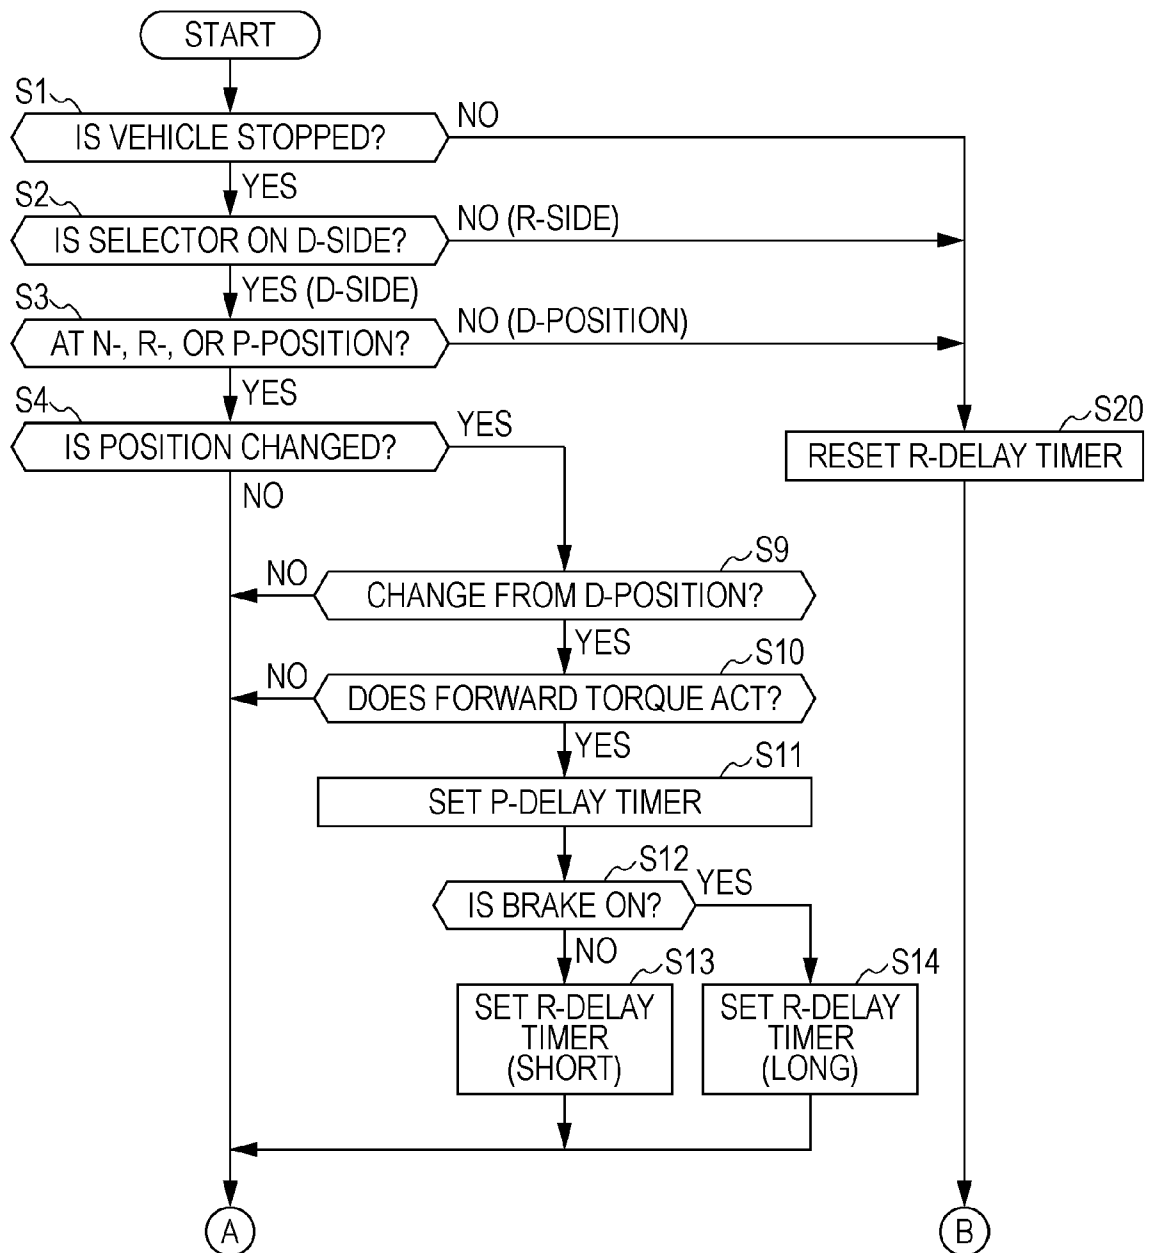 START
S1
IS VEHICLE STOPPED?
NO
YES
S2
IS SELECTOR ON D-SIDE?
NO (R-SIDE)
YES (D-SIDE)
S3
AT N-, R-, OR P-POSITION?
NO (D-POSITION)
YES
S4
IS POSITION CHANGED?
YES
NO
S20
RESET R-DELAY TIMER
S9
CHANGE FROM D-POSITION?
NO
YES
S10
DOES FORWARD TORQUE ACT?
NO
YES
S11
SET P-DELAY TIMER
S12
IS BRAKE ON?
YES
NO
S13
SET R-DELAY
TIMER
(SHORT)
S14
SET R-DELAY
TIMER
(LONG)
A
B